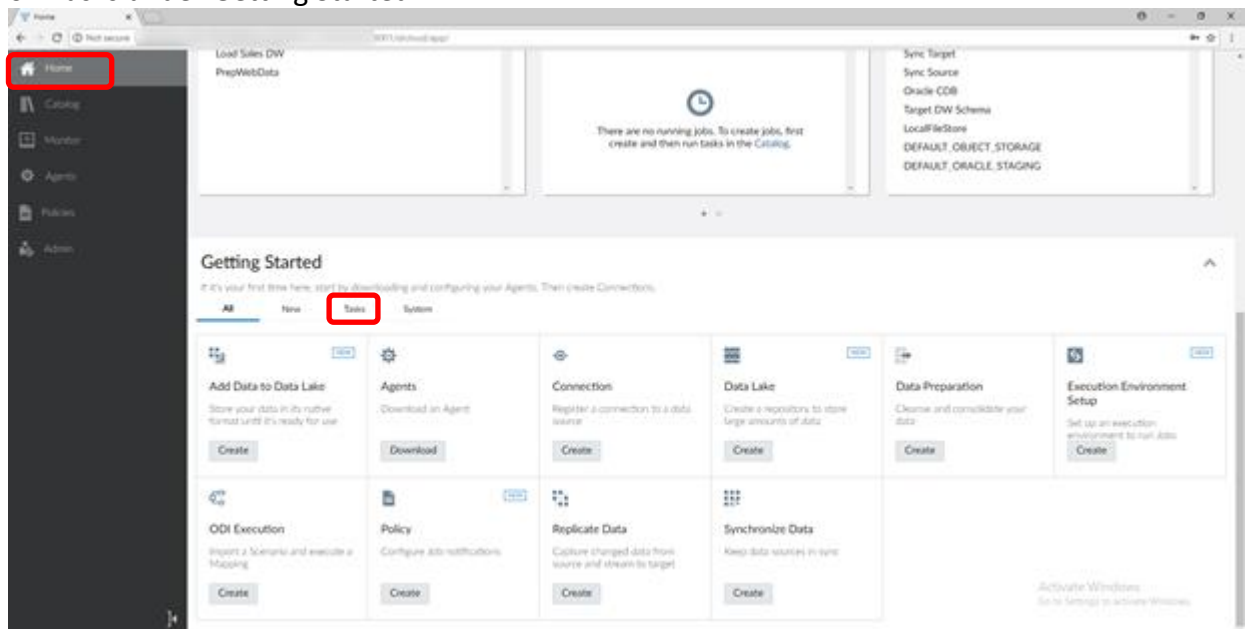 Home
Not secure
Home
Catalog
Monitor
Agents
Policies
Admin
Load Sales DW
PrepWebData
There are no running jobs. To create jobs, first
create and then run tasks in the Catalog.
Sync Target
Sync Source
Oracle CDB
Target DW Schema
LocalFileStore
DEFAULT_OBJECT_STORAGE
DEFAULT_ORACLE_STAGING
Getting Started
If it's your first time here, start by downloading and configuring your Agents. Then create Connections.
All New Tasks System
NEW
Add Data to Data Lake
Store your data in its native
format until it's ready for use
Create
Agents
Download an Agent
Download
Connection
Register a connection to a data
source
Create
NEW
Data Lake
Create a repository to store
large amounts of data
Create
Data Preparation
Cleanse and consolidate your
data
Create
NEW
Execution Environment
Setup
Set up an execution
environment to run Jobs
Create
ODI Execution
Import a Scenario and execute a
Mapping
Create
NEW
Policy
Configure Job notifications
Create
Replicate Data
Capture changed data from
source and stream to target
Create
Synchronize Data
Keep data sources in sync
Create
Activate Windows
Go to Settings to activate Windows.